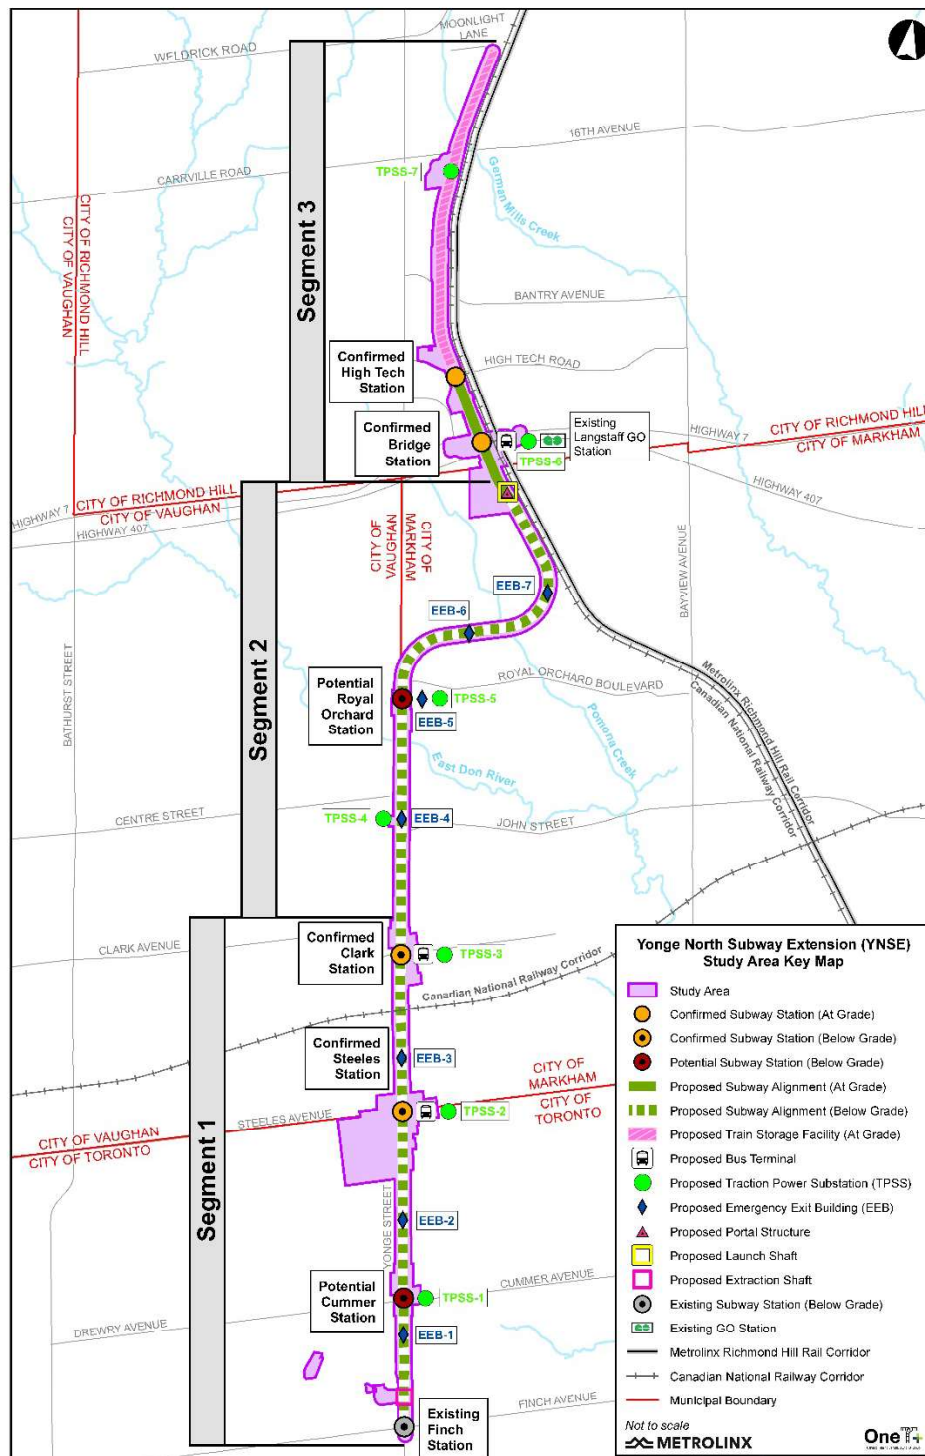 MOONLIGHT
LANE
WELDRICK ROAD
16TH AVENUE
CARRVILLE ROAD
TPSS-7
German Mills Creek
CITY OF RICHMOND HILL
CITY OF VAUGHAN
Segment 3
BANTRY AVENUE
Confirmed
High Tech
Station
HIGH TECH ROAD
Confirmed
Bridge
Station
Existing
Langstaff GO
Station
TPSS-6
HIGHWAY 7
CITY OF RICHMOND HILL
CITY OF MARKHAM
HIGHWAY 407
CITY OF RICHMOND HILL
CITY OF VAUGHAN
HIGHWAY 7
HIGHWAY 407
CITY OF VAUGHAN
CITY OF
MARKHAM
BAYVIEW AVENUE
EEB-7
EEB-6
Segment 2
BATHURST STREET
Potential
Royal
Orchard
Station
TPSS-5
EEB-5
ROYAL ORCHARD BOULEVARD
Metrolinx Richmond Hill Rail Corridor
Canadian National Railway Corridor
Pomona Creek
East Don River
CENTRE STREET
TPSS-4
EEB-4
JOHN STREET
CLARK AVENUE
Confirmed
Clark
Station
TPSS-3
Canadian National Railway Corridor
Confirmed
Steeles
Station
EEB-3
CITY OF
MARKHAM
CITY OF
TORONTO
STEELES AVENUE
TPSS-2
CITY OF VAUGHAN
CITY OF TORONTO
Segment 1
YONGE STREET
EEB-2
Potential
Cummer
Station
TPSS-1
CUMMER AVENUE
DREWRY AVENUE
EEB-1
FINCH AVENUE
Existing
Finch
Station
Yonge North Subway Extension (YNSE)
Study Area Key Map
Study Area
Confirmed Subway Station (At Grade)
Confirmed Subway Station (Below Grade)
Potential Subway Station (Below Grade)
Proposed Subway Alignment (At Grade)
Proposed Subway Alignment (Below Grade)
Proposed Train Storage Facility (At Grade)
Proposed Bus Terminal
Proposed Traction Power Substation (TPSS)
Proposed Emergency Exit Building (EEB)
Proposed Portal Structure
Proposed Launch Shaft
Proposed Extraction Shaft
Existing Subway Station (Below Grade)
Existing GO Station
Metrolinx Richmond Hill Rail Corridor
Canadian National Railway Corridor
Municipal Boundary
Not to scale
METROLINX
One T+